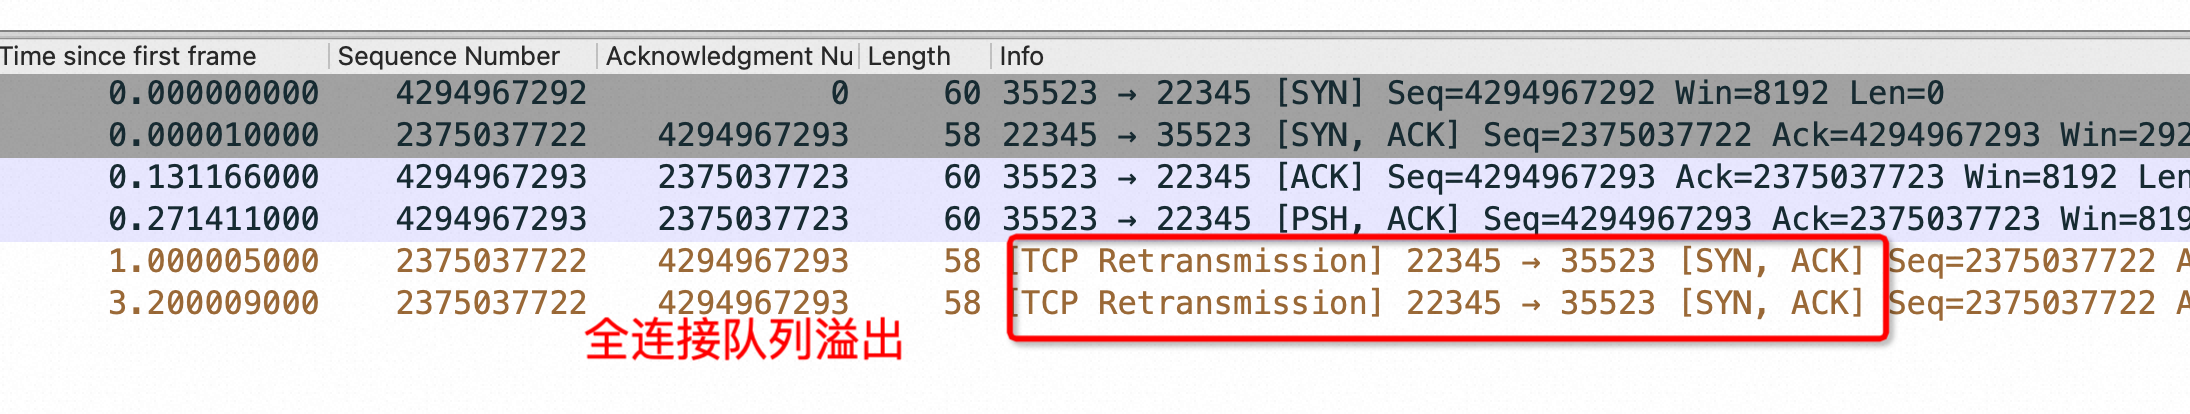 Time since first frame Sequence Number Acknowledgment Nu Length Info
0.000000000 4294967292 0 60 35523 → 22345 [SYN] Seq=4294967292 Win=8192 Len=0
0.000010000 2375037722 4294967293 58 22345 → 35523 [SYN, ACK] Seq=2375037722 Ack=4294967293 Win=292
0.131166000 4294967293 2375037723 60 35523 → 22345 [ACK] Seq=4294967293 Ack=2375037723 Win=8192 Len
0.271411000 4294967293 2375037723 60 35523 → 22345 [PSH, ACK] Seq=4294967293 Ack=2375037723 Win=819
1.000005000 2375037722 4294967293 58 [TCP Retransmission] 22345 → 35523 [SYN, ACK] Seq=2375037722 A
3.200009000 2375037722 4294967293 58 [TCP Retransmission] 22345 → 35523 [SYN, ACK] Seq=2375037722 A
全连接队列溢出